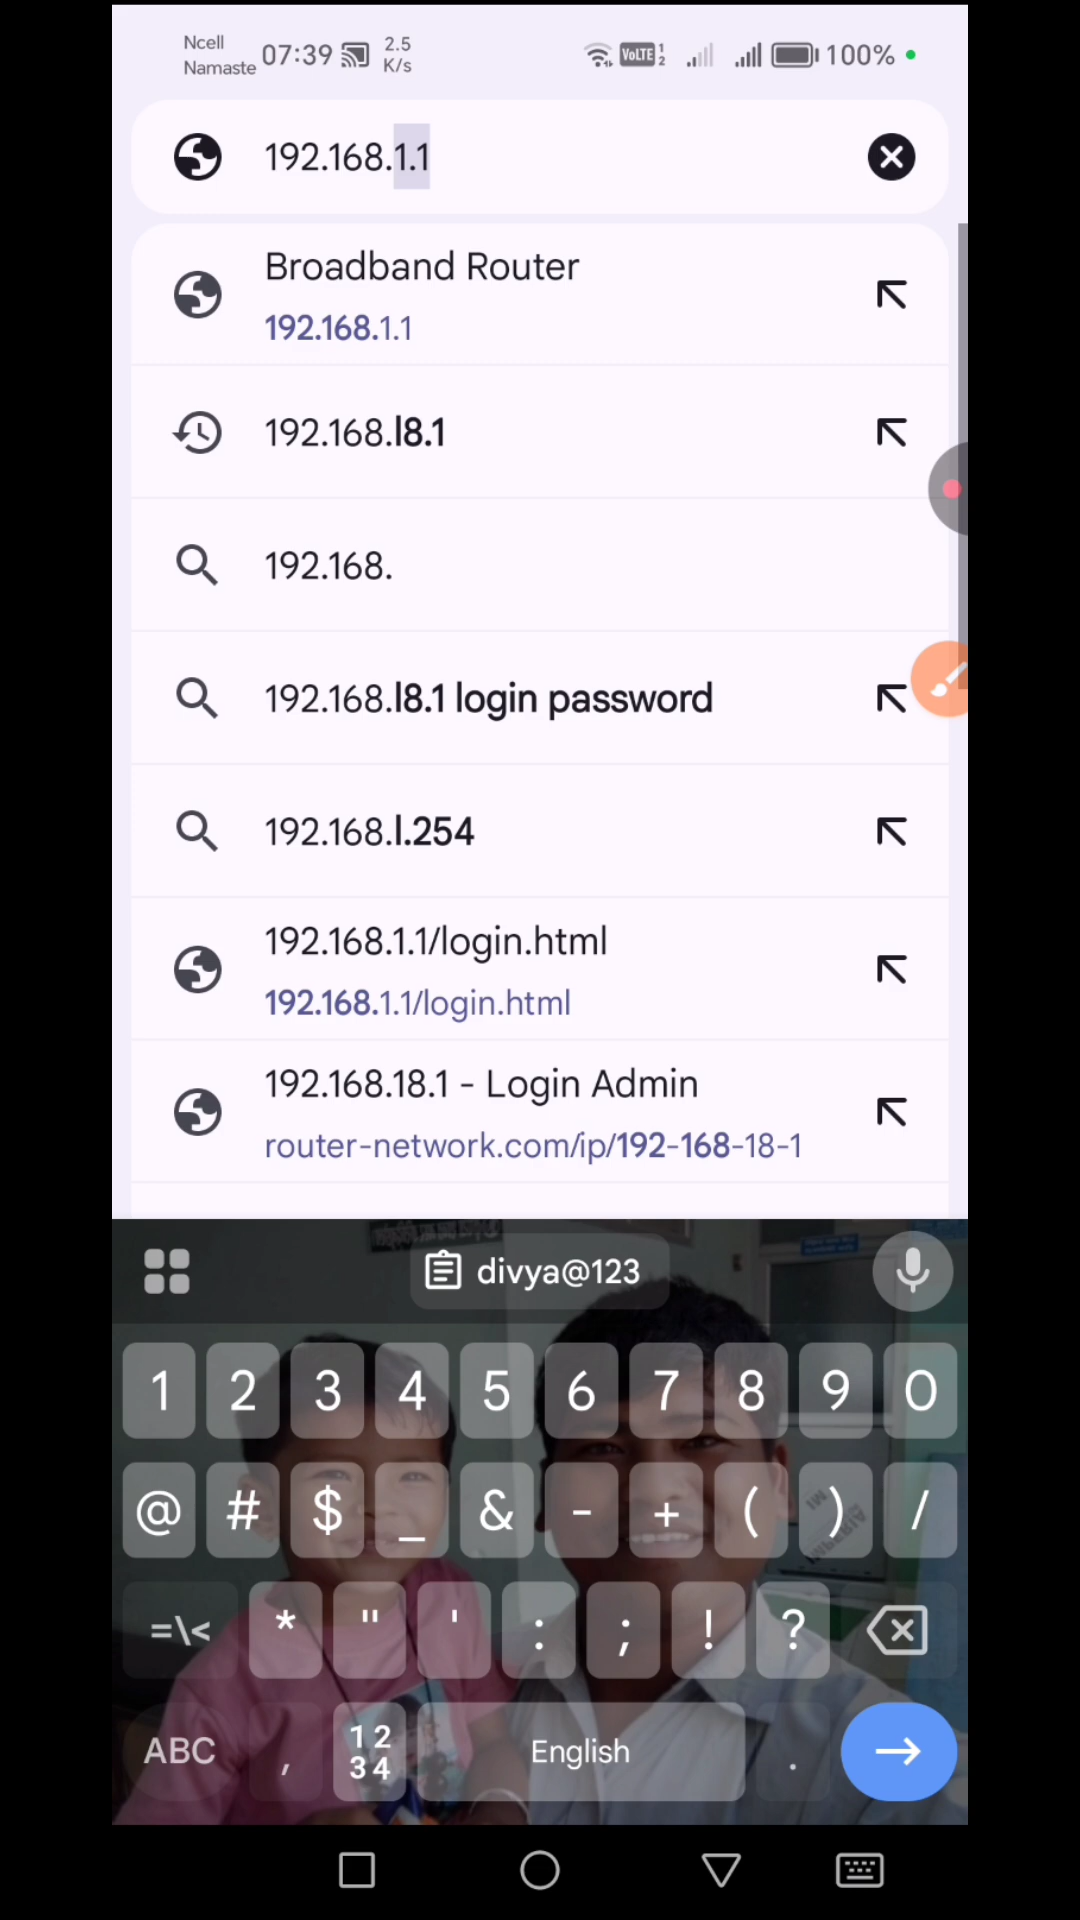 Ncell
Namaste
07:39
2.5
K/s
VoLTE 1
2
100%
192.168.1.1
Broadband Router
192.168.1.1
192.168.l8.1
192.168.
192.168.l8.1 login password
192.168.l.254
192.168.1.1/login.html
192.168.1.1/login.html
192.168.18.1 - Login Admin
router-network.com/ip/192-168-18-1
divya@123
1 2 3 4 5 6 7 8 9 0
@ # $ _ & - + ( ) /
=\< * " ' : ; ! ?
ABC , 12 34 English .